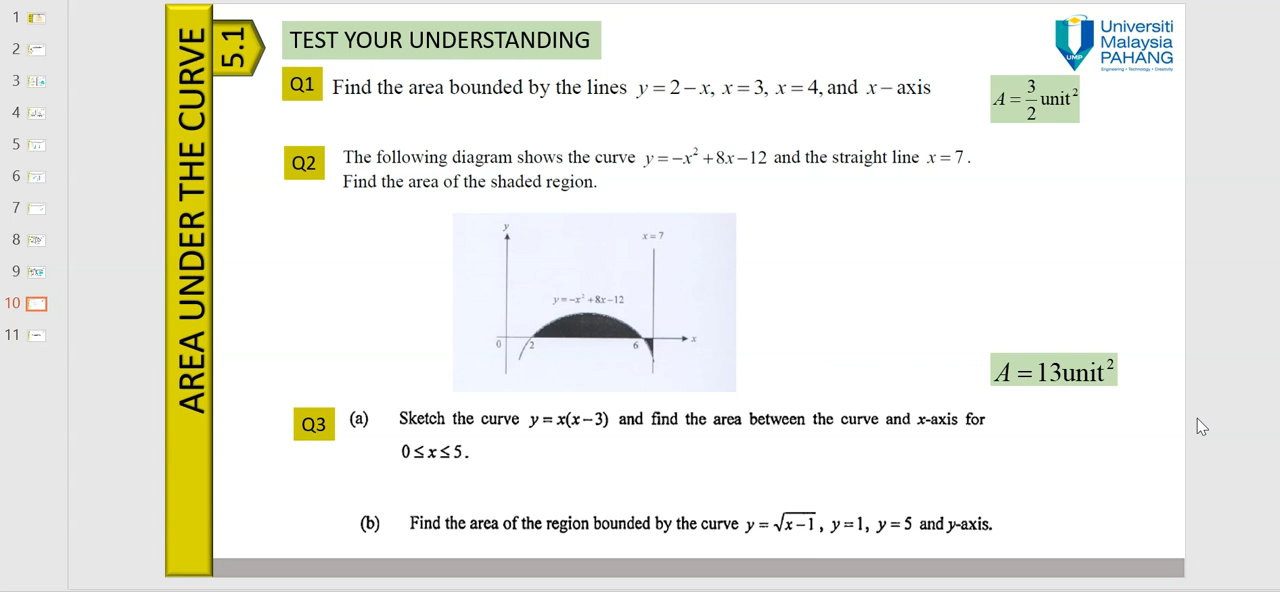 1
2
3
4
5
6
7
8
9
10
11
AREA UNDER THE CURVE
5.1
TEST YOUR UNDERSTANDING
Universiti
Malaysia
PAHANG
Engineering • Technology • Creativity
UMP
Q1 Find the area bounded by the lines y = 2 − x, x = 3, x = 4, and x − axis
A = 3/2 unit²
Q2 The following diagram shows the curve y = −x² + 8x − 12 and the straight line x = 7.
Find the area of the shaded region.
y
x = 7
y = −x² + 8x − 12
0 2 6 x
A = 13unit²
Q3 (a) Sketch the curve y = x(x − 3) and find the area between the curve and x-axis for
0 ≤ x ≤ 5.
(b) Find the area of the region bounded by the curve y = √(x − 1), y = 1, y = 5 and y-axis.